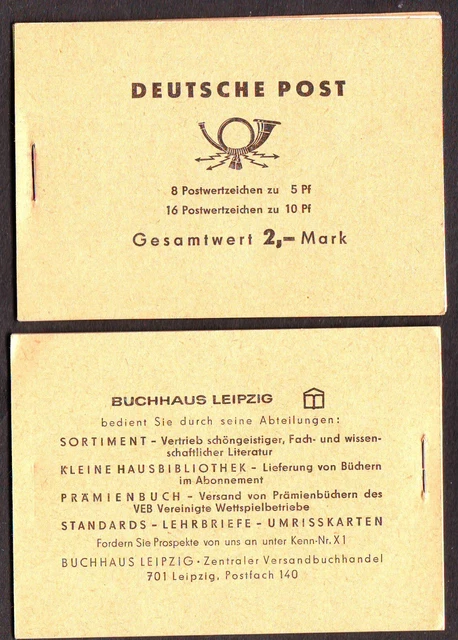 DEUTSCHE POST
8 Postwertzeichen zu 5 Pf
16 Postwertzeichen zu 10 Pf
Gesamtwert 2,– Mark
BUCHHAUS LEIPZIG
bedient Sie durch seine Abteilungen:
SORTIMENT – Vertrieb schöngeistiger, Fach- und wissen-
schaftlicher Literatur
KLEINE HAUSBIBLIOTHEK – Lieferung von Büchern
im Abonnement
PRÄMIENBUCH – Versand von Prämienbüchern des
VEB Vereinigte Wettspielbetriebe
STANDARDS – LEHRBRIEFE – UMRISSKARTEN
Fordern Sie Prospekte von uns an unter Kenn-Nr. X 1
BUCHHAUS LEIPZIG · Zentraler Versandbuchhandel
701 Leipzig, Postfach 140